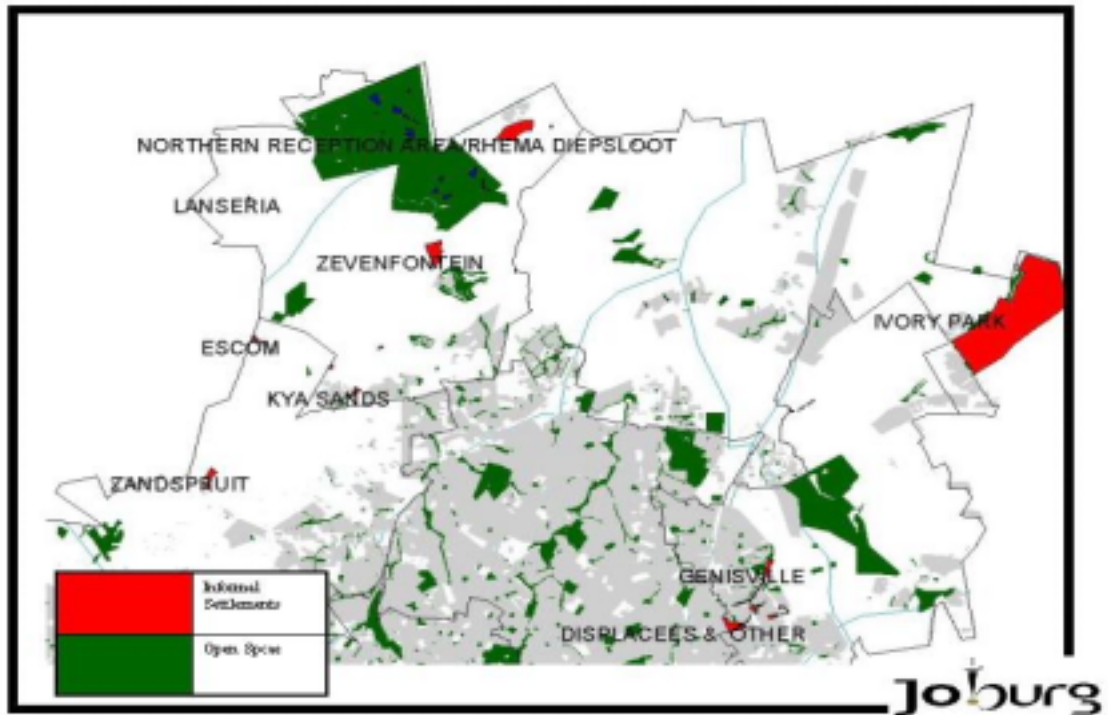 NORTHERN RECEPTION AREA/RHEMA DIEPSLOOT
LANSERIA
ZEVENFONTEIN
IVORY PARK
ESCOM
KYA SANDS
ZANDSPRUIT
GENISVILLE
DISPLACEES & OTHER
Informal
Settlements
Open Space
Joburg